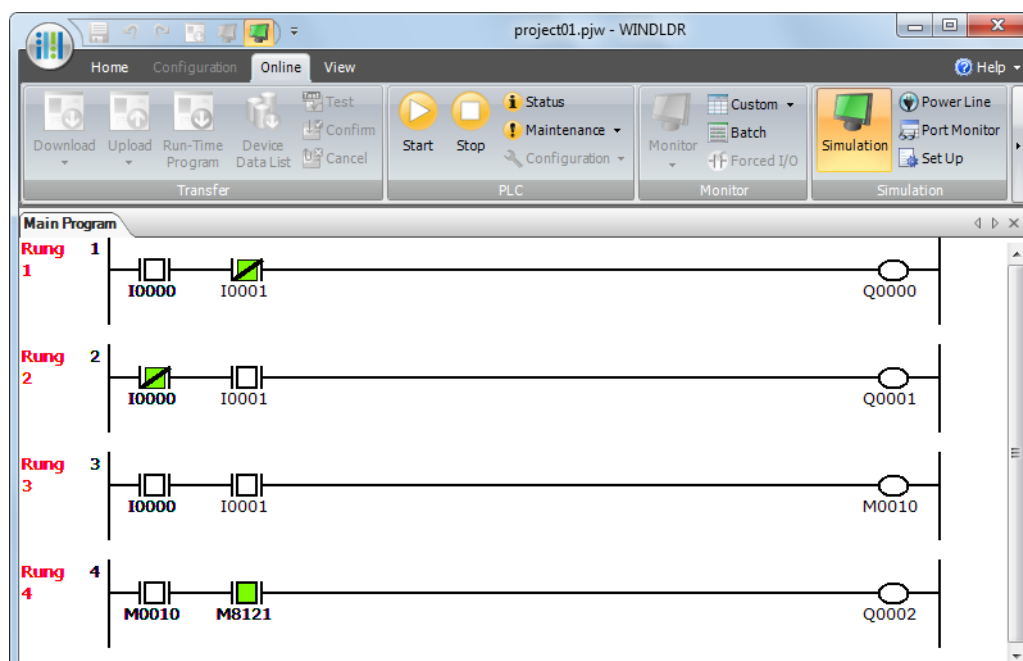 project01.pjw - WINDLDR
Home Configuration Online View Help
Download Upload Run-Time Program Device Data List Test Confirm Cancel
Transfer
Start Stop Status Maintenance Configuration
PLC
Monitor Custom Batch Forced I/O
Monitor
Simulation Power Line Port Monitor Set Up
Simulation
Main Program
Rung 1
1
I0000 I0001 Q0000
Rung 2
2
I0000 I0001 Q0001
Rung 3
3
I0000 I0001 M0010
Rung 4
4
M0010 M8121 Q0002